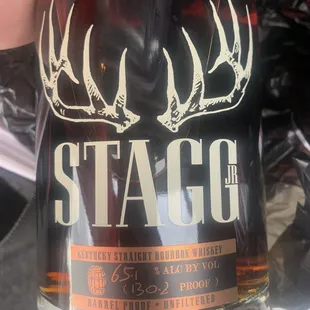 STAGG JR
KENTUCKY STRAIGHT BOURBON WHISKEY
65.1 % ALC BY VOL
(130.2 PROOF)
BARREL PROOF • UNFILTERED